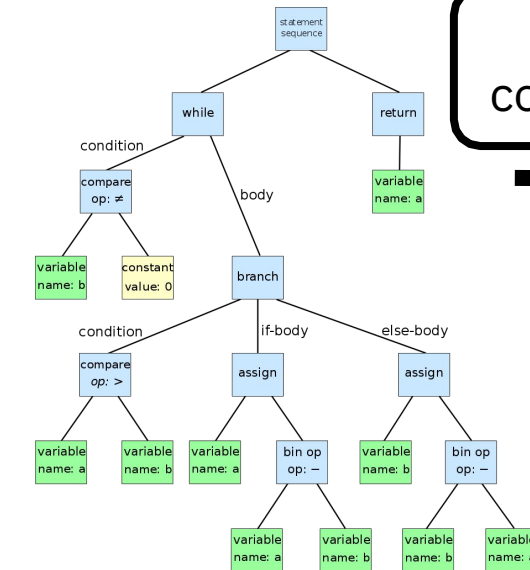 statement
sequence
while
return
condition
body
compare
op: ≠
variable
name: a
variable
name: b
constant
value: 0
branch
condition
if-body
else-body
compare
op: >
assign
assign
variable
name: a
variable
name: b
variable
name: a
bin op
op: −
variable
name: b
bin op
op: −
variable
name: a
variable
name: b
variable
name: b
name: